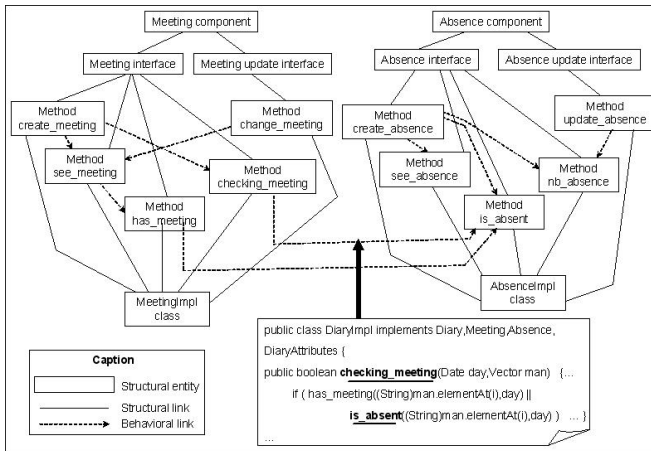 Meeting component
Absence component
Meeting interface
Meeting update interface
Absence interface
Absence update interface
Method
create_meeting
Method
change_meeting
Method
create_absence
Method
update_absence
Method
see_meeting
Method
checking_meeting
Method
see_absence
Method
nb_absence
Method
has_meeting
Method
is_absent
MeetingImpl
class
AbsenceImpl
class
public class DiaryImpl implements Diary,Meeting,Absence,
DiaryAttributes {
public boolean checking_meeting(Date day,Vector man) {...
if ( has_meeting((String)man.elementAt(i),day) ||
is_absent((String)man.elementAt(i),day) ) ... }
...
Caption
Structural entity
Structural link
Behavioral link